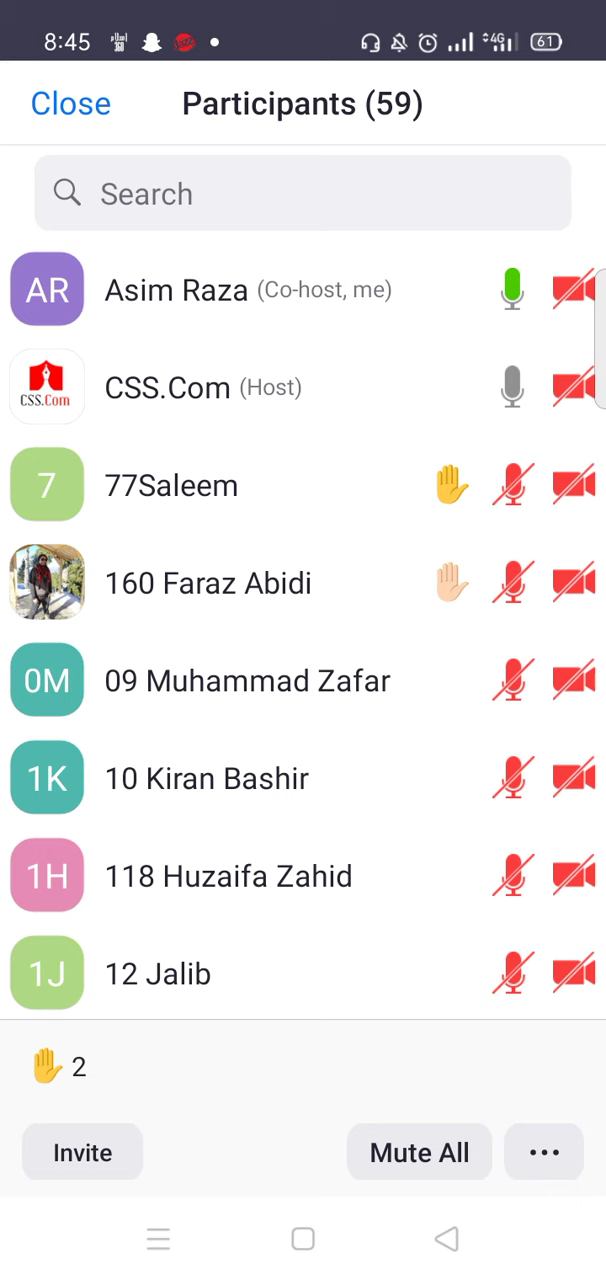 8:45 4G 61
Close Participants (59)
Search
AR Asim Raza (Co-host, me)
CSS.Com CSS.Com (Host)
7 77Saleem
160 Faraz Abidi
0M 09 Muhammad Zafar
1K 10 Kiran Bashir
1H 118 Huzaifa Zahid
1J 12 Jalib
2
Invite Mute All ...